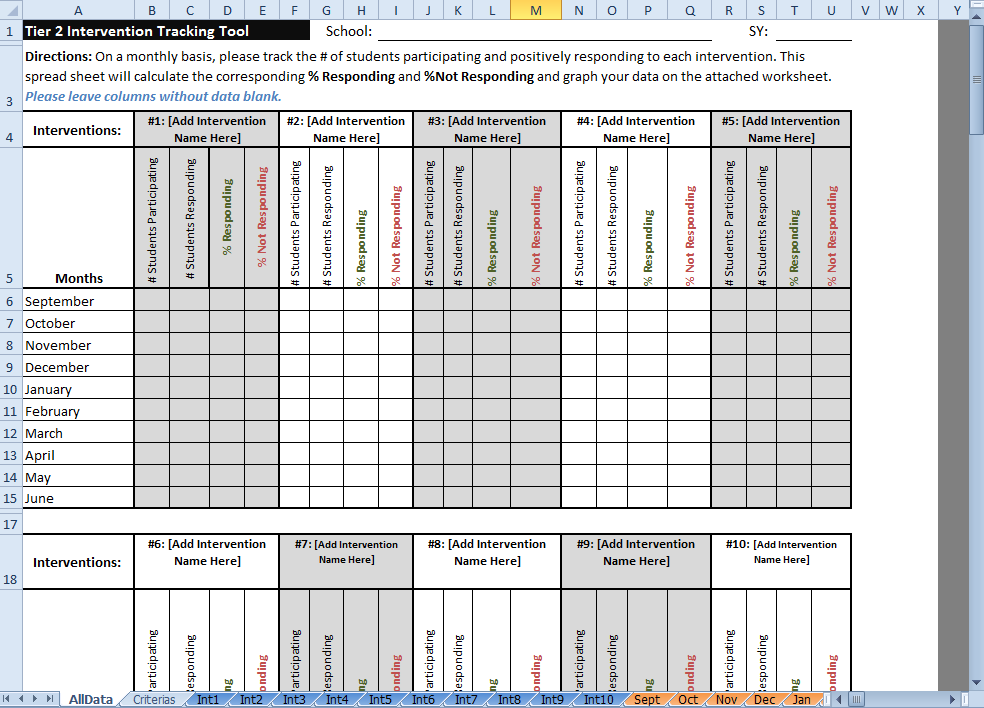 A B C D E F G H I J K L M N O P Q R S T U V W X Y
1 Tier 2 Intervention Tracking Tool School: SY:
Directions: On a monthly basis, please track the # of students participating and positively responding to each intervention. This
spread sheet will calculate the corresponding % Responding and %Not Responding and graph your data on the attached worksheet.
3 Please leave columns without data blank.
4 Interventions: #1: [Add Intervention Name Here] #2: [Add Intervention Name Here] #3: [Add Intervention Name Here] #4: [Add Intervention Name Here] #5: [Add Intervention Name Here]
5 Months # Students Participating # Students Responding % Responding % Not Responding # Students Participating # Students Responding % Responding % Not Responding # Students Participating # Students Responding % Responding % Not Responding # Students Participating # Students Responding % Responding % Not Responding # Students Participating # Students Responding % Responding % Not Responding
6 September
7 October
8 November
9 December
10 January
11 February
12 March
13 April
14 May
15 June
17
18 Interventions: #6: [Add Intervention Name Here] #7: [Add Intervention Name Here] #8: [Add Intervention Name Here] #9: [Add Intervention Name Here] #10: [Add Intervention Name Here]
articipating esponding ng onding articipating esponding ng onding articipating esponding ng onding articipating esponding ng onding articipating esponding ng onding
AllData Criterias Int1 Int2 Int3 Int4 Int5 Int6 Int7 Int8 Int9 Int10 Sept Oct Nov Dec Jan